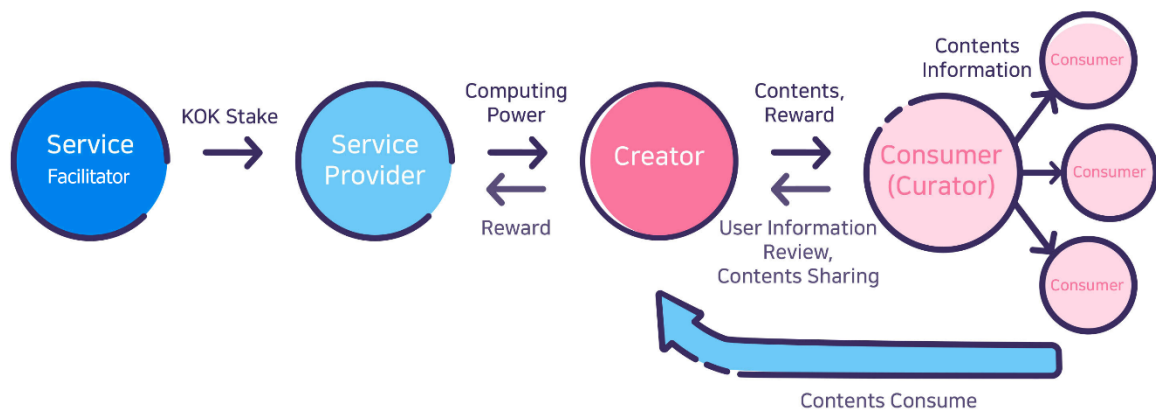 Service
Facilitator
KOK Stake
Service
Provider
Computing
Power
Reward
Creator
Contents,
Reward
User Information
Review,
Contents Sharing
Consumer
(Curator)
Contents
Information
Consumer
Consumer
Consumer
Contents Consume